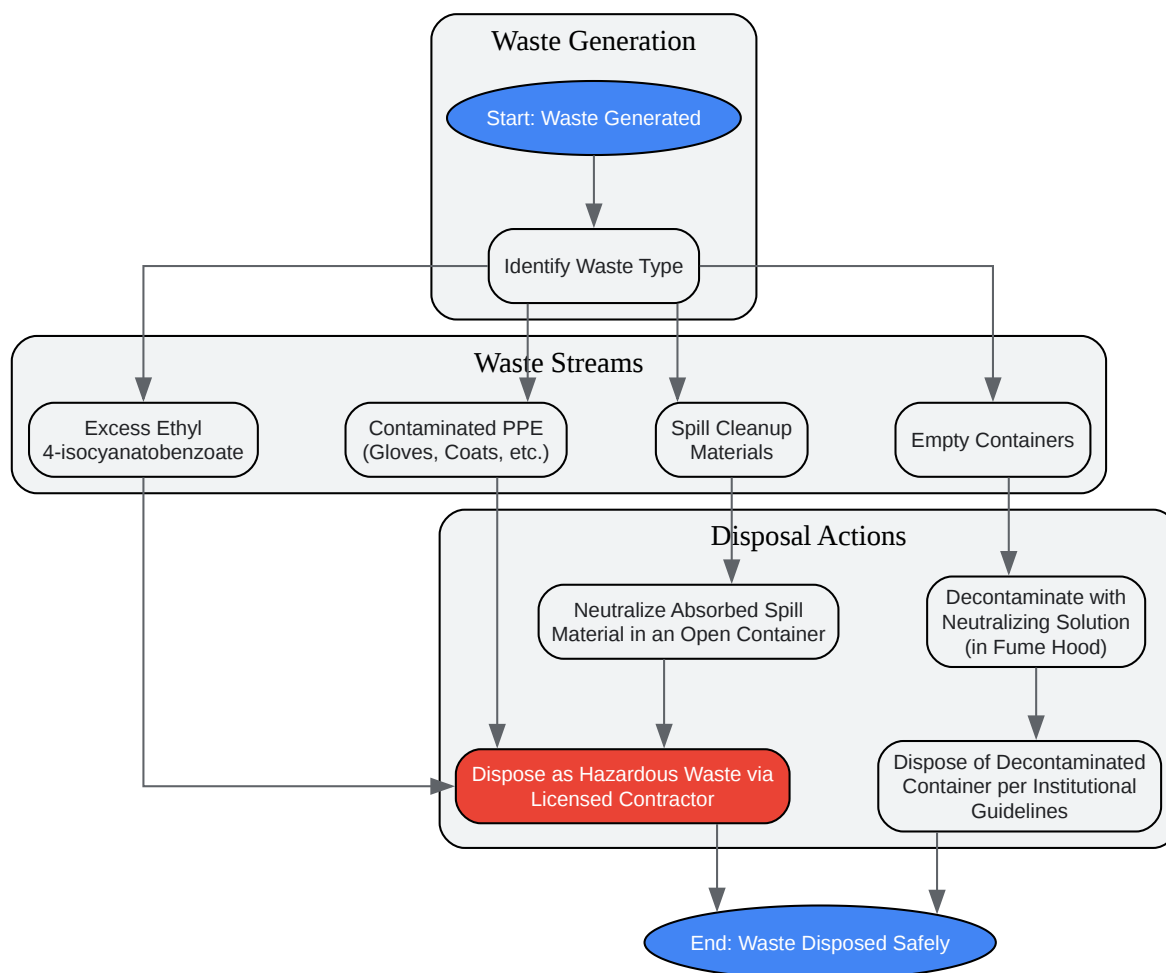 Waste Generation
Start: Waste Generated
Identify Waste Type
Waste Streams
Excess Ethyl
4-isocyanatobenzoate
Contaminated PPE
(Gloves, Coats, etc.)
Spill Cleanup
Materials
Empty Containers
Disposal Actions
Neutralize Absorbed Spill
Material in an Open Container
Decontaminate with
Neutralizing Solution
(in Fume Hood)
Dispose as Hazardous Waste via
Licensed Contractor
Dispose of Decontaminated
Container per Institutional
Guidelines
End: Waste Disposed Safely